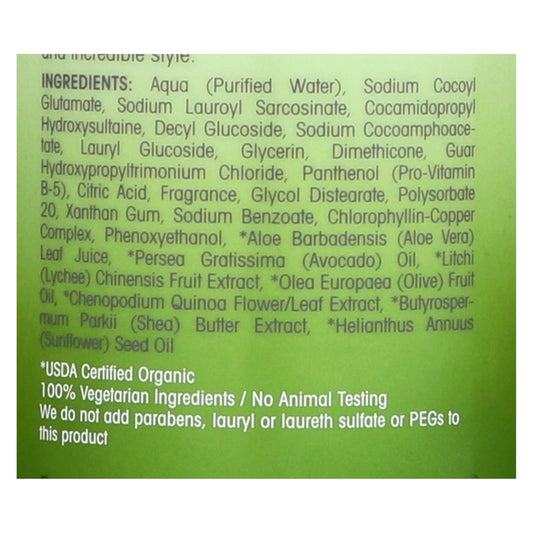 and incredible style.
INGREDIENTS: Aqua (Purified Water), Sodium Cocoyl
Glutamate, Sodium Lauroyl Sarcosinate, Cocamidopropyl
Hydroxysultaine, Decyl Glucoside, Sodium Cocoamphoace-
tate, Lauryl Glucoside, Glycerin, Dimethicone, Guar
Hydroxypropyltrimonium Chloride, Panthenol (Pro-Vitamin
B-5), Citric Acid, Fragrance, Glycol Distearate, Polysorbate
20, Xanthan Gum, Sodium Benzoate, Chlorophyllin-Copper
Complex, Phenoxyethanol, *Aloe Barbadensis (Aloe Vera)
Leaf Juice, *Persea Gratissima (Avocado) Oil, *Litchi
(Lychee) Chinensis Fruit Extract, *Olea Europaea (Olive) Fruit
Oil, *Chenopodium Quinoa Flower/Leaf Extract, *Butyrosper-
mum Parkii (Shea) Butter Extract, *Helianthus Annuus
(Sunflower) Seed Oil
*USDA Certified Organic
100% Vegetarian Ingredients / No Animal Testing
We do not add parabens, lauryl or laureth sulfate or PEGs to
this product